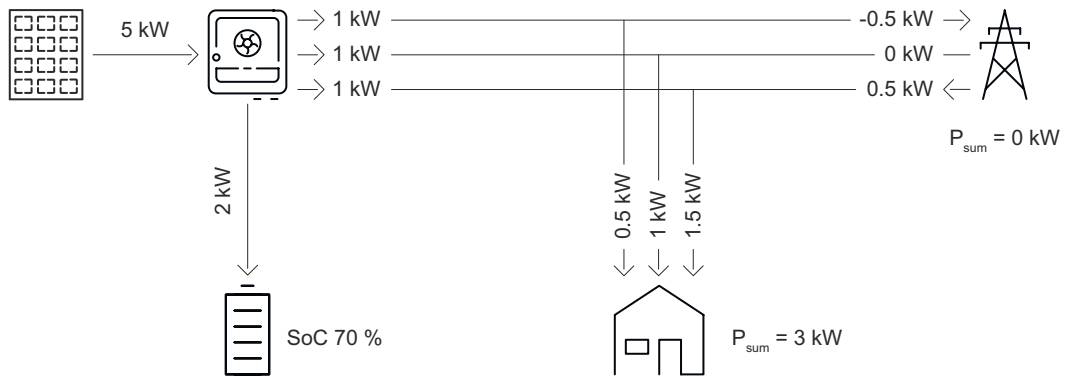 5 kW
1 kW
-0.5 kW
1 kW
0 kW
1 kW
0.5 kW
P_sum = 0 kW
2 kW
0.5 kW
1 kW
1.5 kW
SoC 70 %
P_sum = 3 kW